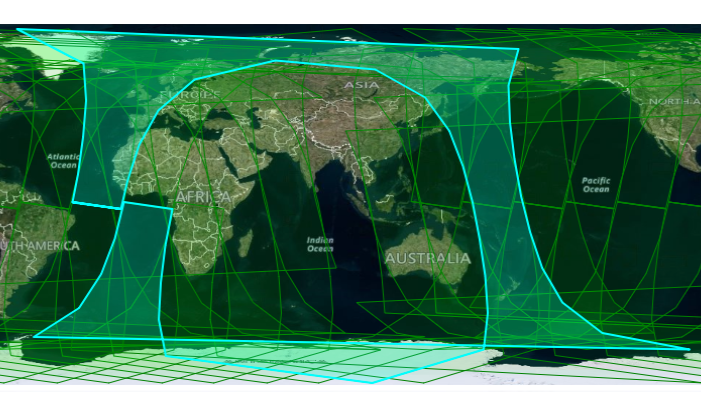 EUROPE
ASIA
NORTH A
Atlantic
Ocean
Pacific
Ocean
AFRICA
UTH AMERICA
Indian
Ocean
AUSTRALIA